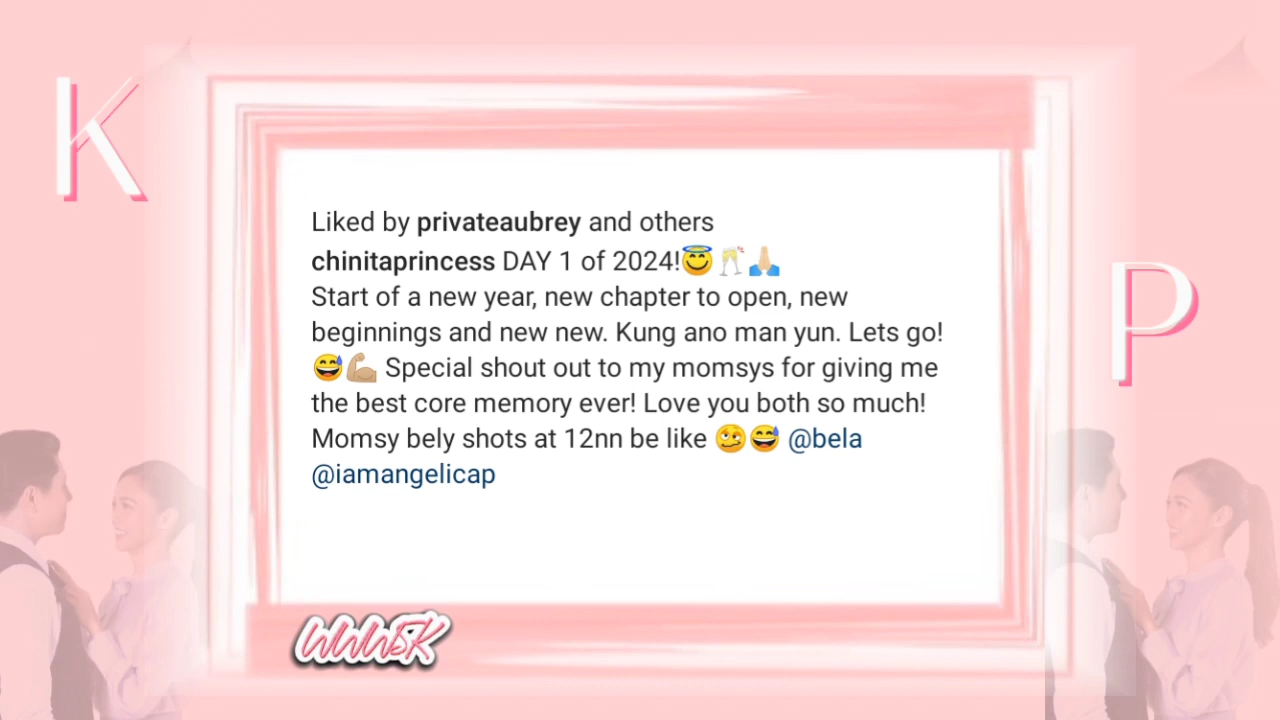 K
Liked by privateaubrey and others
chinitaprincess DAY 1 of 2024!😇🥂🙏🏼
Start of a new year, new chapter to open, new
beginnings and new new. Kung ano man yun. Lets go!
😅💪🏼 Special shout out to my momsys for giving me
the best core memory ever! Love you both so much!
Momsy bely shots at 12nn be like 🥴😅 @bela
@iamangelicap
P